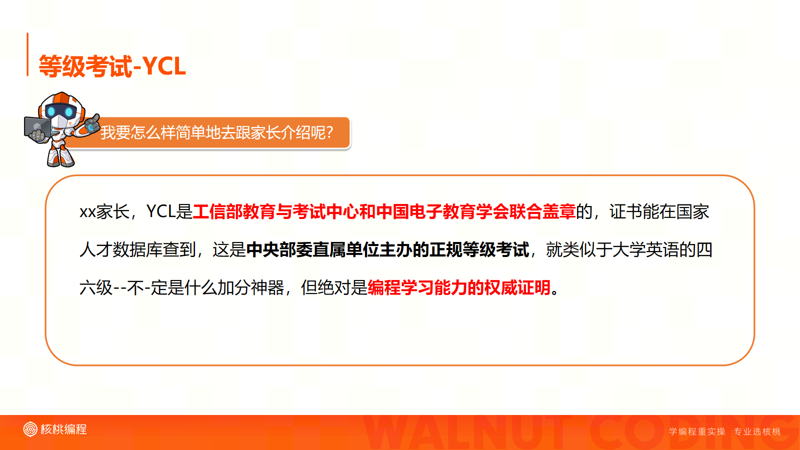 等级考试-YCL
我要怎么样简单地去跟家长介绍呢？
xx家长，YCL是工信部教育与考试中心和中国电子教育学会联合盖章的，证书能在国家
人才数据库查到，这是中央部委直属单位主办的正规等级考试，就类似于大学英语的四
六级--不-定是什么加分神器，但绝对是编程学习能力的权威证明。
核桃编程
WALNUT CODING
学编程重实操 专业选核桃